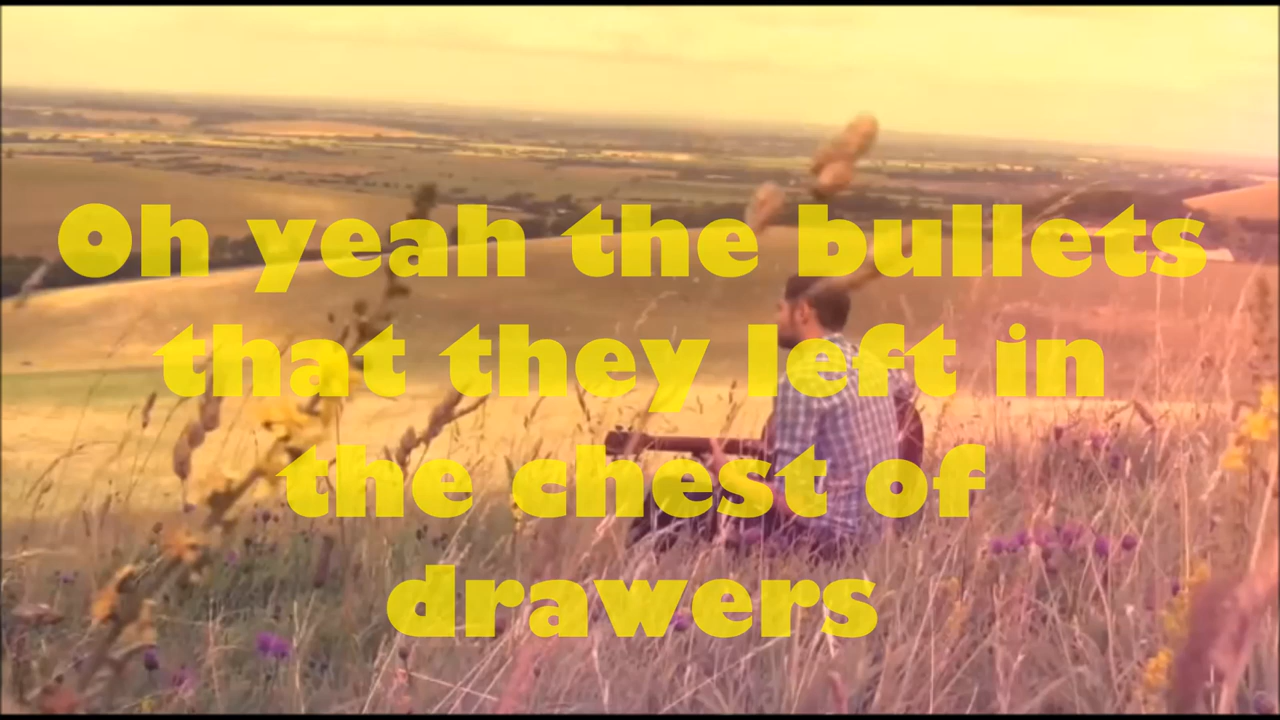 Oh yeah the bullets
that they left in
the chest of
drawers